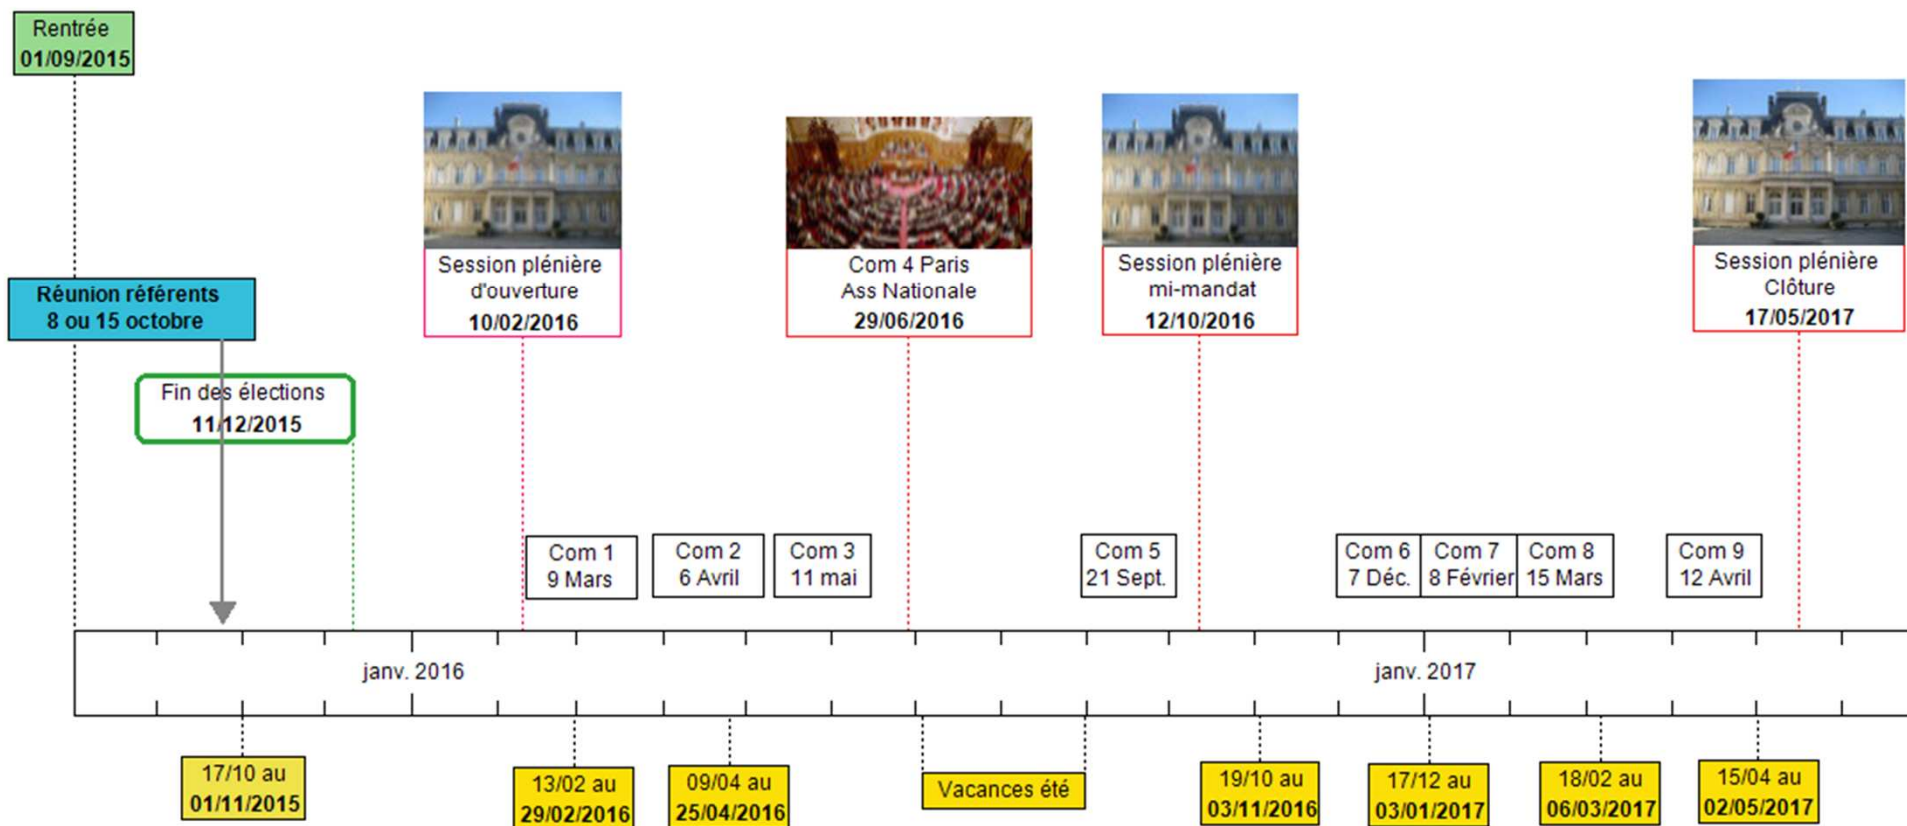 Rentrée
01/09/2015
Réunion référents
8 ou 15 octobre
Fin des élections
11/12/2015
Session plénière
d'ouverture
10/02/2016
Com 4 Paris
Ass Nationale
29/06/2016
Session plénière
mi-mandat
12/10/2016
Session plénière
Clôture
17/05/2017
Com 1
9 Mars
Com 2
6 Avril
Com 3
11 mai
Com 5
21 Sept.
Com 6
7 Déc.
Com 7
8 Février
Com 8
15 Mars
Com 9
12 Avril
janv. 2016
janv. 2017
17/10 au
01/11/2015
13/02 au
29/02/2016
09/04 au
25/04/2016
Vacances été
19/10 au
03/11/2016
17/12 au
03/01/2017
18/02 au
06/03/2017
15/04 au
02/05/2017